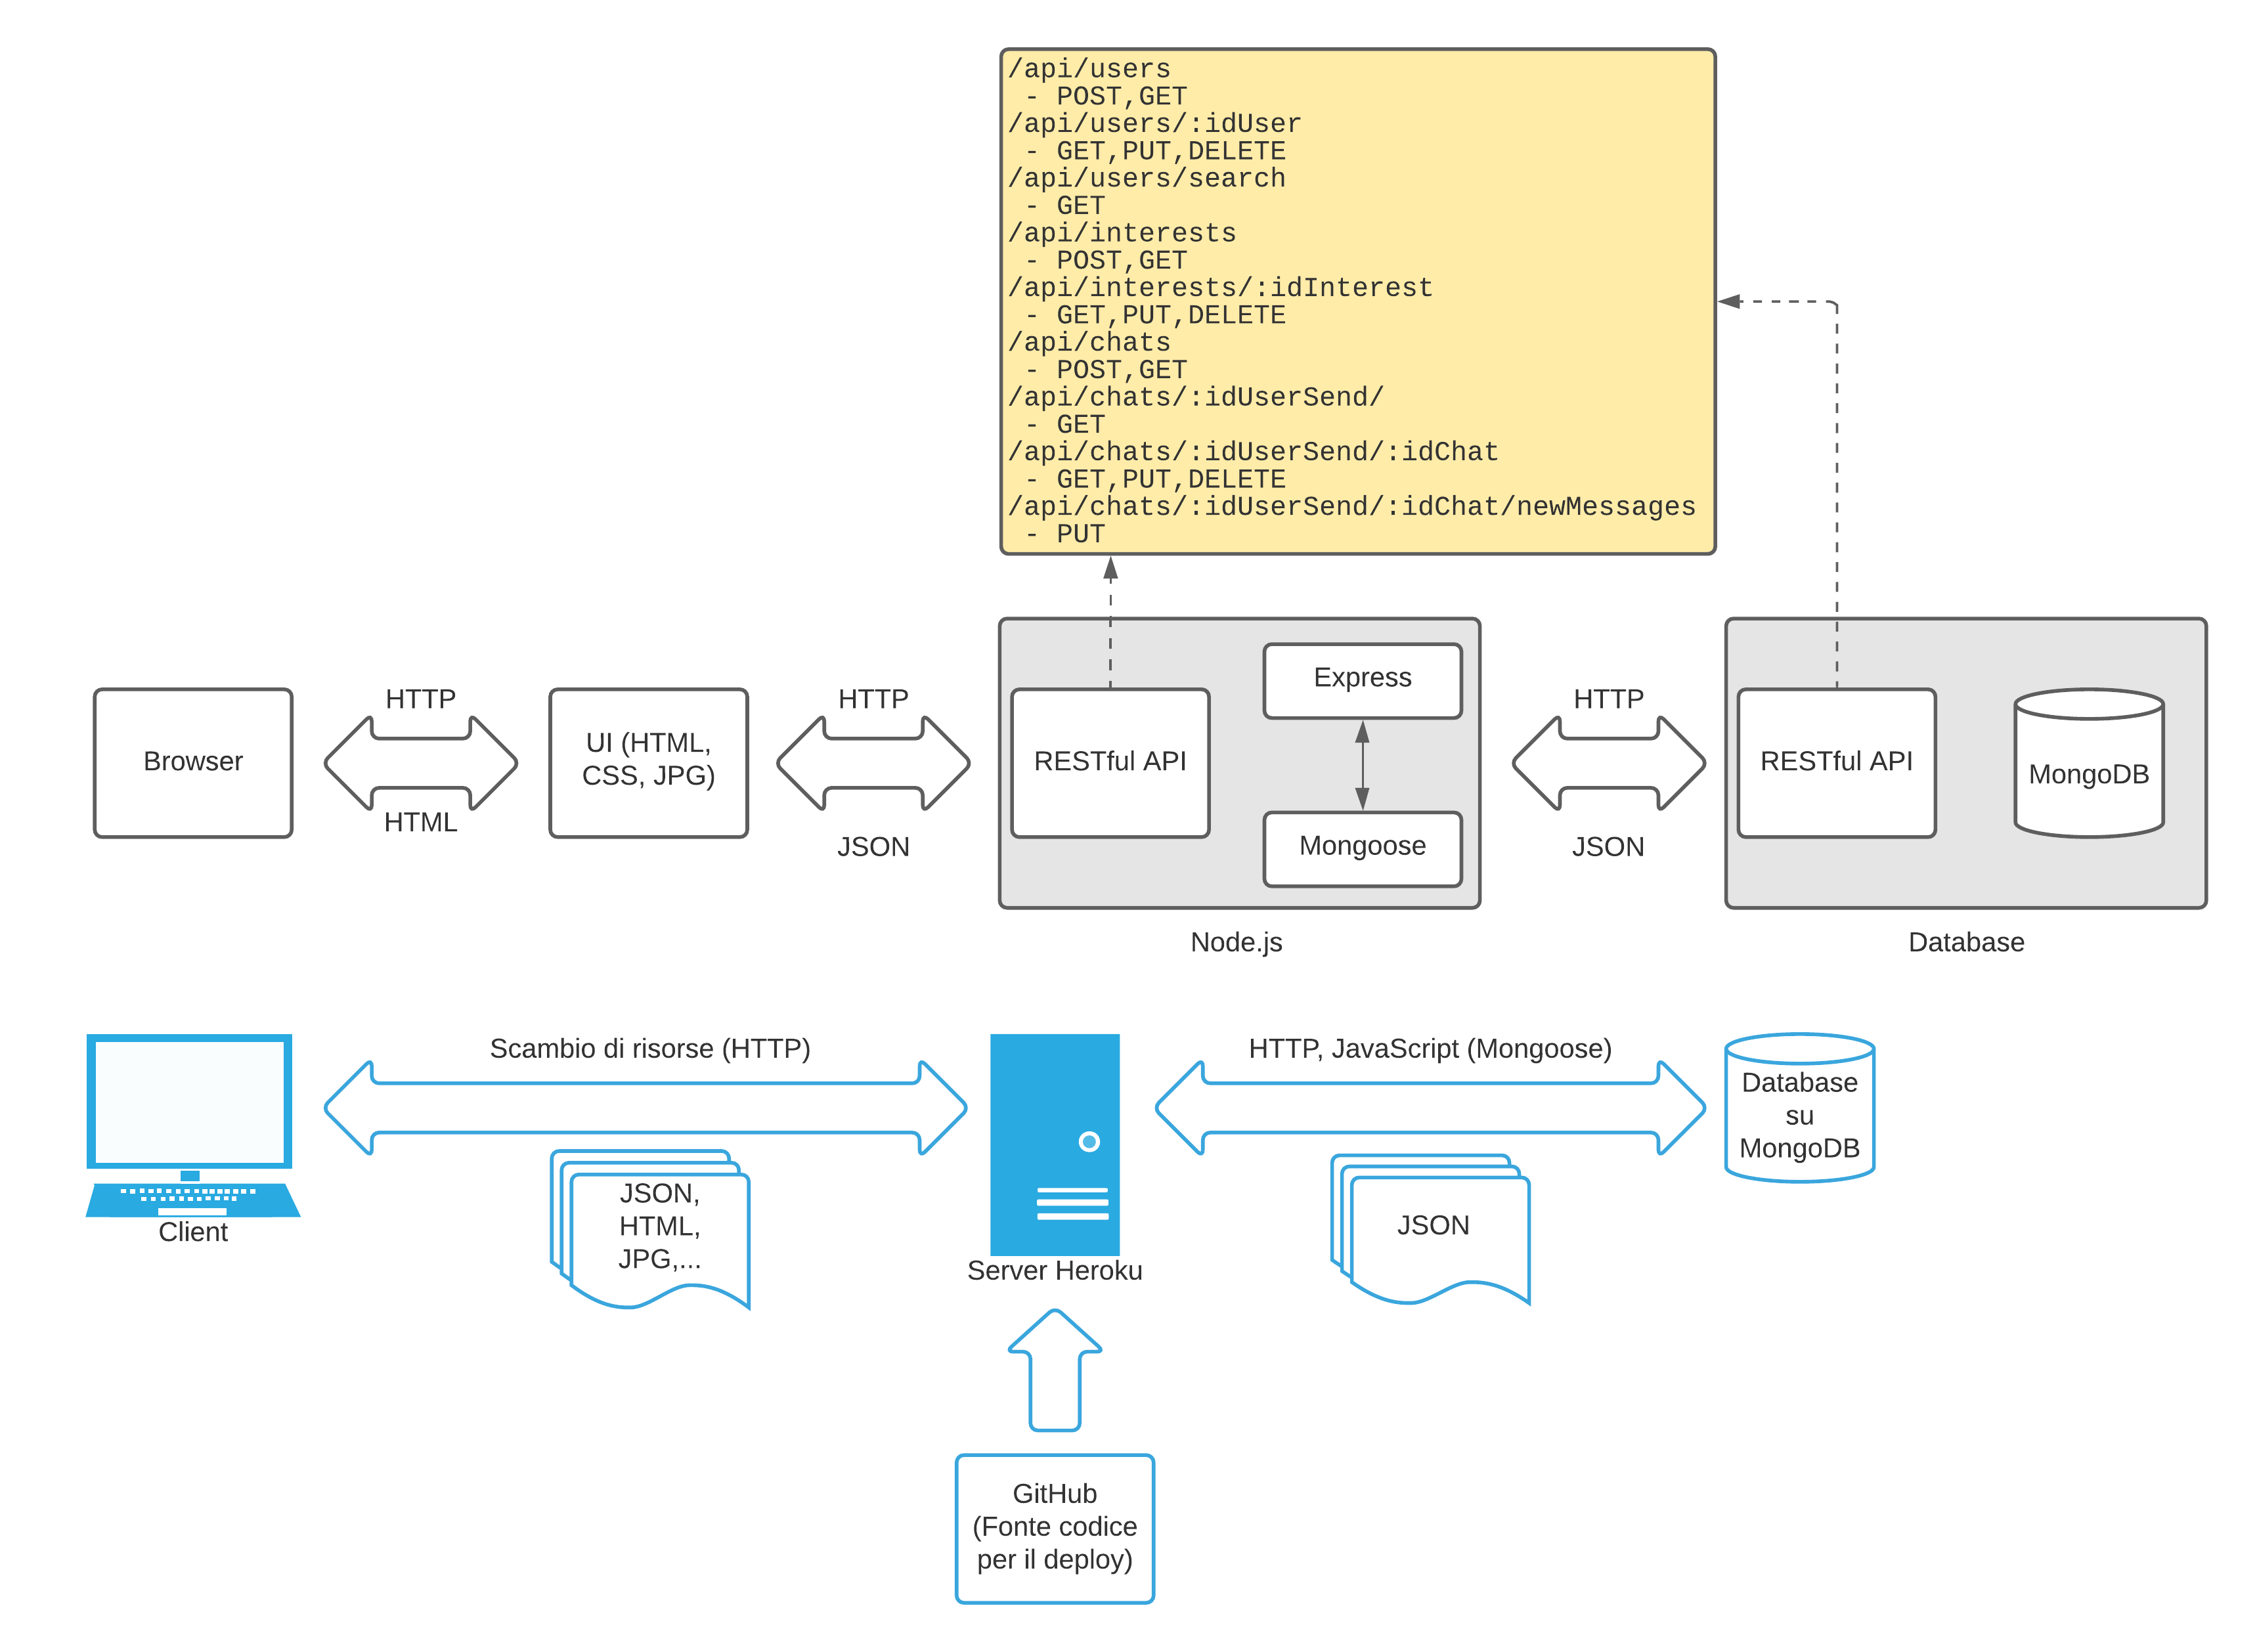 /api/users
- POST,GET
/api/users/:idUser
- GET,PUT,DELETE
/api/users/search
- GET
/api/interests
- POST,GET
/api/interests/:idInterest
- GET,PUT,DELETE
/api/chats
- POST,GET
/api/chats/:idUserSend/
- GET
/api/chats/:idUserSend/:idChat
- GET,PUT,DELETE
/api/chats/:idUserSend/:idChat/newMessages
- PUT
Browser
HTTP
HTML
UI (HTML,
CSS, JPG)
HTTP
JSON
RESTful API
Express
Mongoose
Node.js
HTTP
JSON
RESTful API
MongoDB
Database
Client
Scambio di risorse (HTTP)
JSON,
HTML,
JPG,...
Server Heroku
HTTP, JavaScript (Mongoose)
JSON
Database
su
MongoDB
GitHub
(Fonte codice
per il deploy)